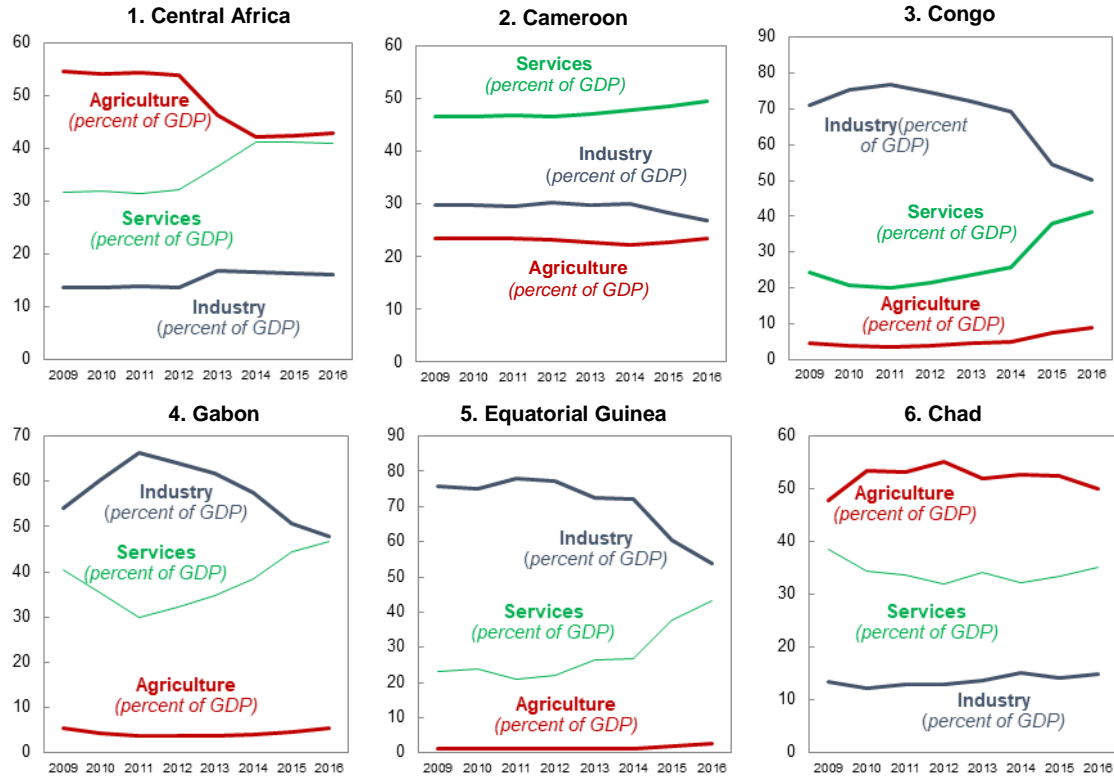 1. Central Africa
60
50
40
30
20
10
0
Agriculture
(percent of GDP)
Services
(percent of GDP)
Industry
(percent of GDP)
2009 2010 2011 2012 2013 2014 2015 2016
2. Cameroon
60
50
40
30
20
10
0
Services
(percent of GDP)
Industry
(percent of GDP)
Agriculture
(percent of GDP)
2009 2010 2011 2012 2013 2014 2015 2016
3. Congo
90
80
70
60
50
40
30
20
10
0
Industry(percent
of GDP)
Services
(percent of GDP)
Agriculture
(percent of GDP)
2009 2010 2011 2012 2013 2014 2015 2016
4. Gabon
70
60
50
40
30
20
10
0
Industry
(percent of GDP)
Services
(percent of GDP)
Agriculture
(percent of GDP)
2009 2010 2011 2012 2013 2014 2015 2016
5. Equatorial Guinea
90
80
70
60
50
40
30
20
10
0
Industry
(percent of GDP)
Services
(percent of GDP)
Agriculture
(percent of GDP)
2009 2010 2011 2012 2013 2014 2015 2016
6. Chad
60
50
40
30
20
10
0
Agriculture
(percent of GDP)
Services
(percent of GDP)
Industry
(percent of GDP)
2009 2010 2011 2012 2013 2014 2015 2016